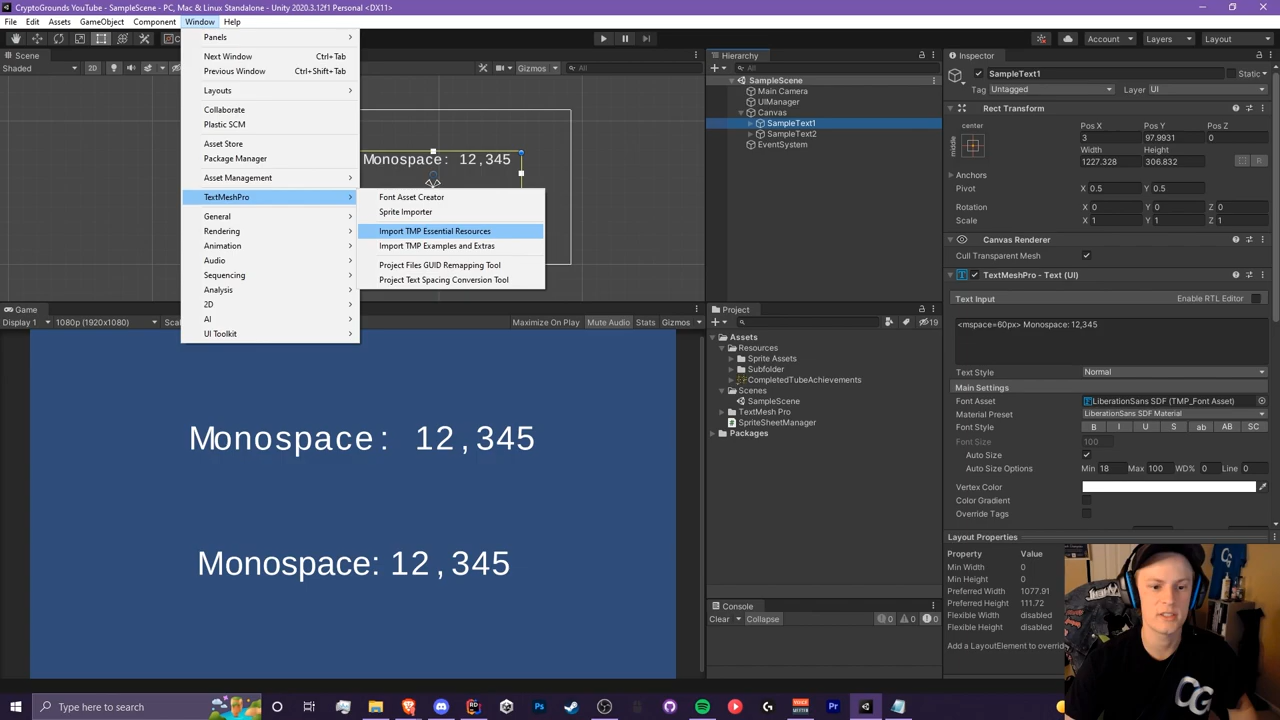 CryptoGrounds YouTube - SampleScene - PC, Mac & Linux Standalone - Unity 2020.3.12f1 Personal <DX11>
File Edit Assets GameObject Component Window Help
Account Layers Layout
Scene
Shaded 2D Gizmos All
Panels
Next Window Ctrl+Tab
Previous Window Ctrl+Shift+Tab
Layouts
Collaborate
Plastic SCM
Asset Store
Package Manager
Asset Management
TextMeshPro
General
Rendering
Animation
Audio
Sequencing
Analysis
2D
AI
UI Toolkit
Font Asset Creator
Sprite Importer
Import TMP Essential Resources
Import TMP Examples and Extras
Project Files GUID Remapping Tool
Project Text Spacing Conversion Tool
Monospace: 12,345
Game
Display 1 1080p (1920x1080) Scal Maximize On Play Mute Audio Stats Gizmos
Monospace: 12,345
Monospace: 12,345
Hierarchy
All
SampleScene
Main Camera
UIManager
Canvas
SampleText1
SampleText2
EventSystem
Project
19
Assets
Resources
Sprite Assets
Subfolder
CompletedTubeAchievements
Scenes
SampleScene
TextMesh Pro
SpriteSheetManager
Packages
Console
Clear Collapse 0 0 0
Inspector
SampleText1 Static
Tag Untagged Layer UI
Rect Transform
center
middle
Pos X Pos Y Pos Z
3 97.9931 0
Width Height
1227.328 306.832
R
Anchors
Pivot X 0.5 Y 0.5
Rotation X 0 Y 0 Z 0
Scale X 1 Y 1 Z 1
Canvas Renderer
Cull Transparent Mesh
TextMeshPro - Text (UI)
Text Input Enable RTL Editor
<mspace=60px> Monospace: 12,345
Text Style Normal
Main Settings
Font Asset LiberationSans SDF (TMP_Font Asset)
Material Preset LiberationSans SDF Material
Font Style B I U S ab AB SC
Font Size 100
Auto Size
Auto Size Options Min 18 Max 100 WD% 0 Line 0
Vertex Color
Color Gradient
Override Tags
Layout Properties
Property Value
Min Width 0
Min Height 0
Preferred Width 1077.91
Preferred Height 111.72
Flexible Width disabled
Flexible Height disabled
Add a LayoutElement to overrid
Type here to search